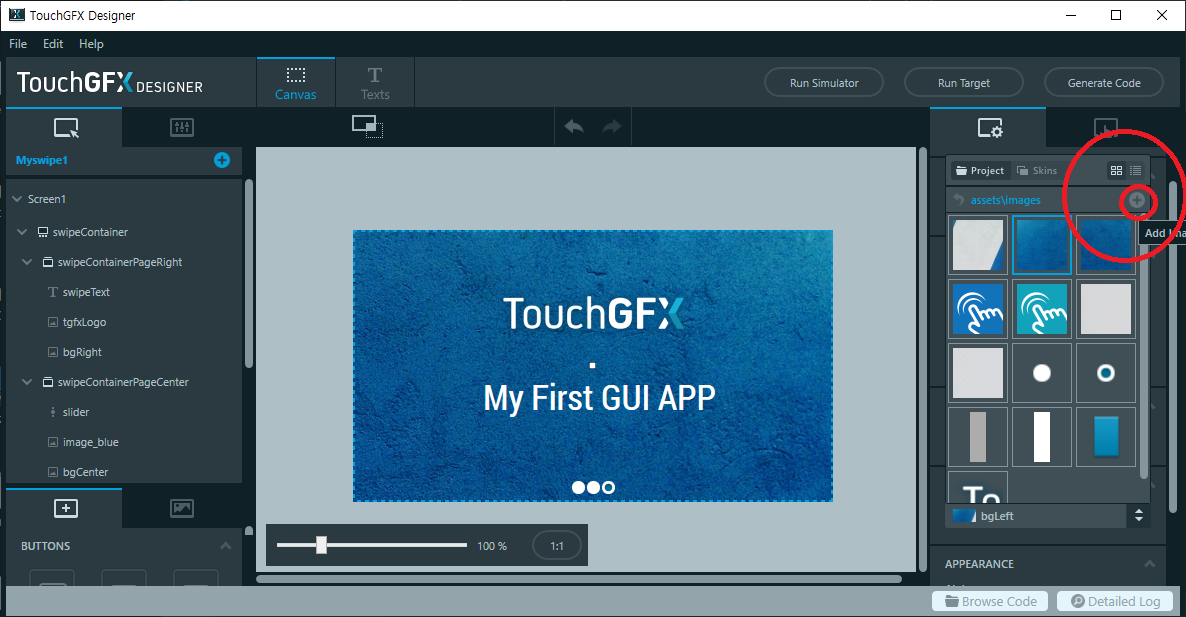 TouchGFX Designer
File Edit Help
TouchGFX DESIGNER
Canvas
Texts
Run Simulator
Run Target
Generate Code
Myswipe1
Screen1
swipeContainer
swipeContainerPageRight
swipeText
tgfxLogo
bgRight
swipeContainerPageCenter
slider
image_blue
bgCenter
BUTTONS
TouchGFX
My First GUI APP
100 %
1:1
Project
Skins
assets\images
Add Ima
To
bgLeft
APPEARANCE
Browse Code
Detailed Log